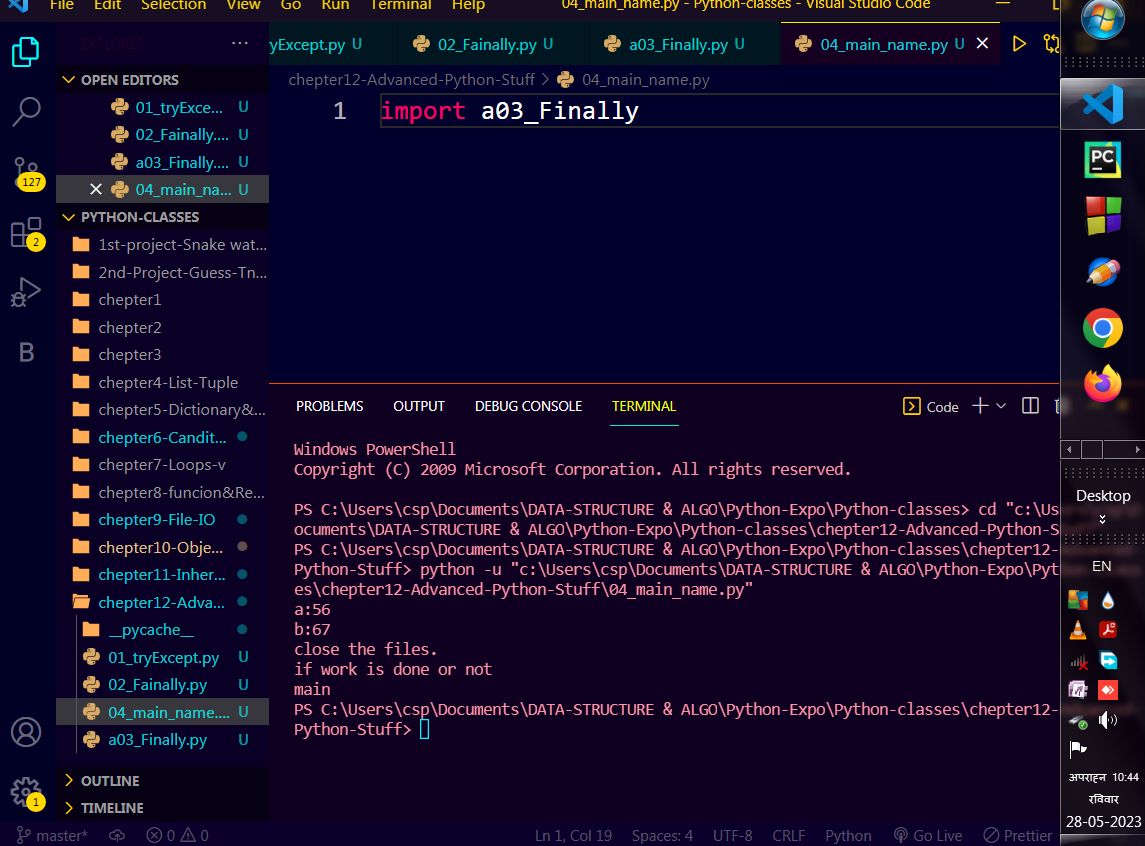 File Edit Selection View Go Run Terminal Help 04_main_name.py - Python-classes - Visual Studio Code
EXPLORER
yExcept.py U 02_Fainally.py U a03_Finally.py U 04_main_name.py U
OPEN EDITORS
01_tryExce... U
02_Fainally.... U
a03_Finally.... U
04_main_na... U
PYTHON-CLASSES
1st-project-Snake wat...
2nd-Project-Guess-Tn...
chepter1
chepter2
chepter3
chepter4-List-Tuple
chepter5-Dictionary&...
chepter6-Candit...
chepter7-Loops-v
chepter8-funcion&Re...
chepter9-File-IO
chepter10-Obje...
chepter11-Inher...
chepter12-Adva...
__pycache__
01_tryExcept.py U
02_Fainally.py U
04_main_name.... U
a03_Finally.py U
OUTLINE
TIMELINE
127
2
B
1
chepter12-Advanced-Python-Stuff > 04_main_name.py
1 import a03_Finally
PROBLEMS OUTPUT DEBUG CONSOLE TERMINAL Code
Windows PowerShell
Copyright (C) 2009 Microsoft Corporation. All rights reserved.
PS C:\Users\csp\Documents\DATA-STRUCTURE & ALGO\Python-Expo\Python-classes> cd "c:\Us
ocuments\DATA-STRUCTURE & ALGO\Python-Expo\Python-classes\chepter12-Advanced-Python-S
PS C:\Users\csp\Documents\DATA-STRUCTURE & ALGO\Python-Expo\Python-classes\chepter12-
Python-Stuff> python -u "c:\Users\csp\Documents\DATA-STRUCTURE & ALGO\Python-Expo\Pyt
es\chepter12-Advanced-Python-Stuff\04_main_name.py"
a:56
b:67
close the files.
if work is done or not
main
PS C:\Users\csp\Documents\DATA-STRUCTURE & ALGO\Python-Expo\Python-classes\chepter12-
Python-Stuff>
master* 0 0 Ln 1, Col 19 Spaces: 4 UTF-8 CRLF Python Go Live Prettier
PC
Desktop
EN
अपराह्न 10:44
रविवार
28-05-2023